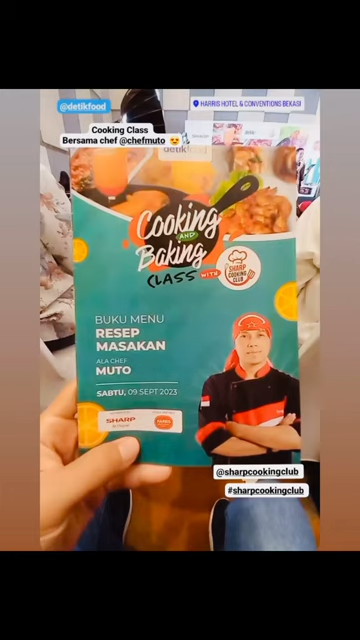 @detikfood
HARRIS HOTEL & CONVENTIONS BEKASI
Cooking Class
Bersama chef @chefmuto 😍
detikfood
Cooking
AND
Baking
CLASS WITH
SHARP
COOKING
CLUB
BUKU MENU
RESEP
MASAKAN
ALA CHEF
MUTO
SABTU, 09 SEPT 2023
SHARP
@sharpcookingclub
#sharpcookingclub